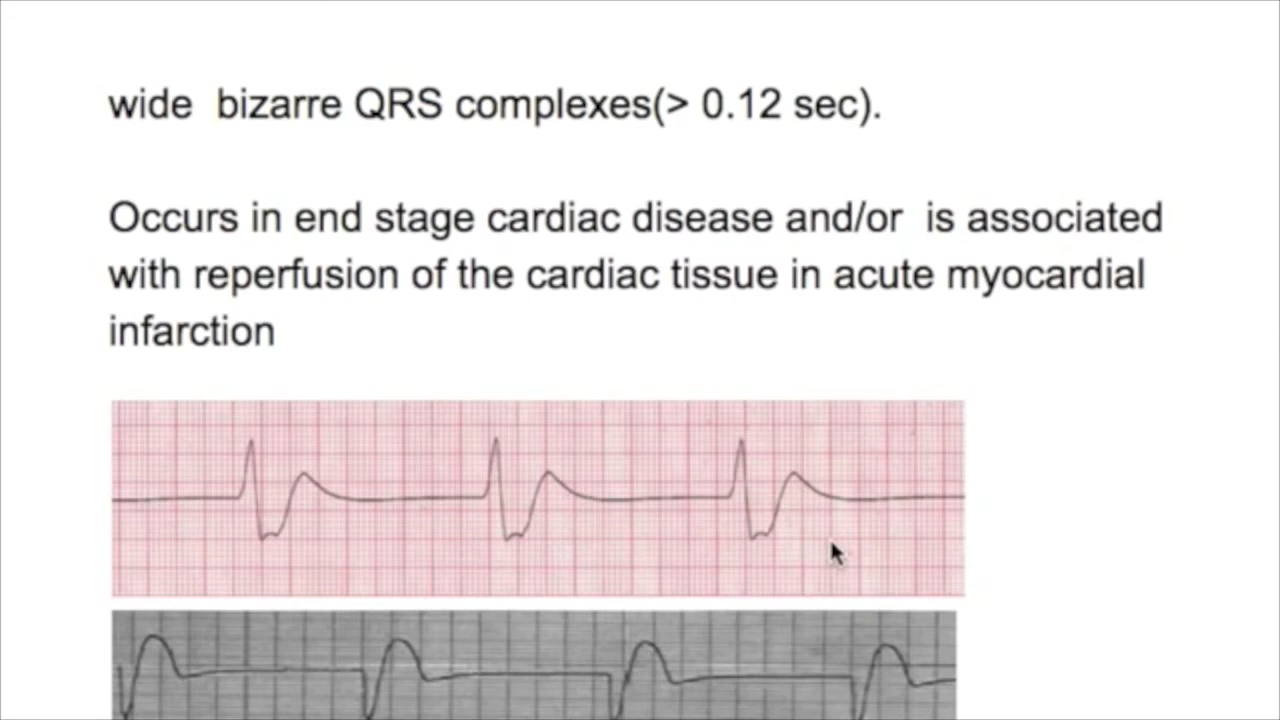 wide  bizarre QRS complexes(> 0.12 sec).
Occurs in end stage cardiac disease and/or  is associated
with reperfusion of the cardiac tissue in acute myocardial
infarction